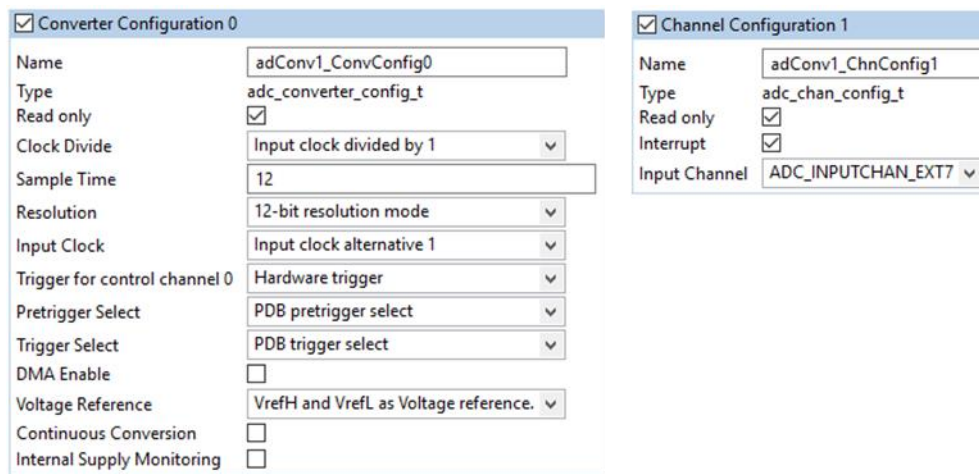 Converter Configuration 0
Name adConv1_ConvConfig0
Type adc_converter_config_t
Read only
Clock Divide Input clock divided by 1
Sample Time 12
Resolution 12-bit resolution mode
Input Clock Input clock alternative 1
Trigger for control channel 0 Hardware trigger
Pretrigger Select PDB pretrigger select
Trigger Select PDB trigger select
DMA Enable
Voltage Reference VrefH and VrefL as Voltage reference.
Continuous Conversion
Internal Supply Monitoring
Channel Configuration 1
Name adConv1_ChnConfig1
Type adc_chan_config_t
Read only
Interrupt
Input Channel ADC_INPUTCHAN_EXT7